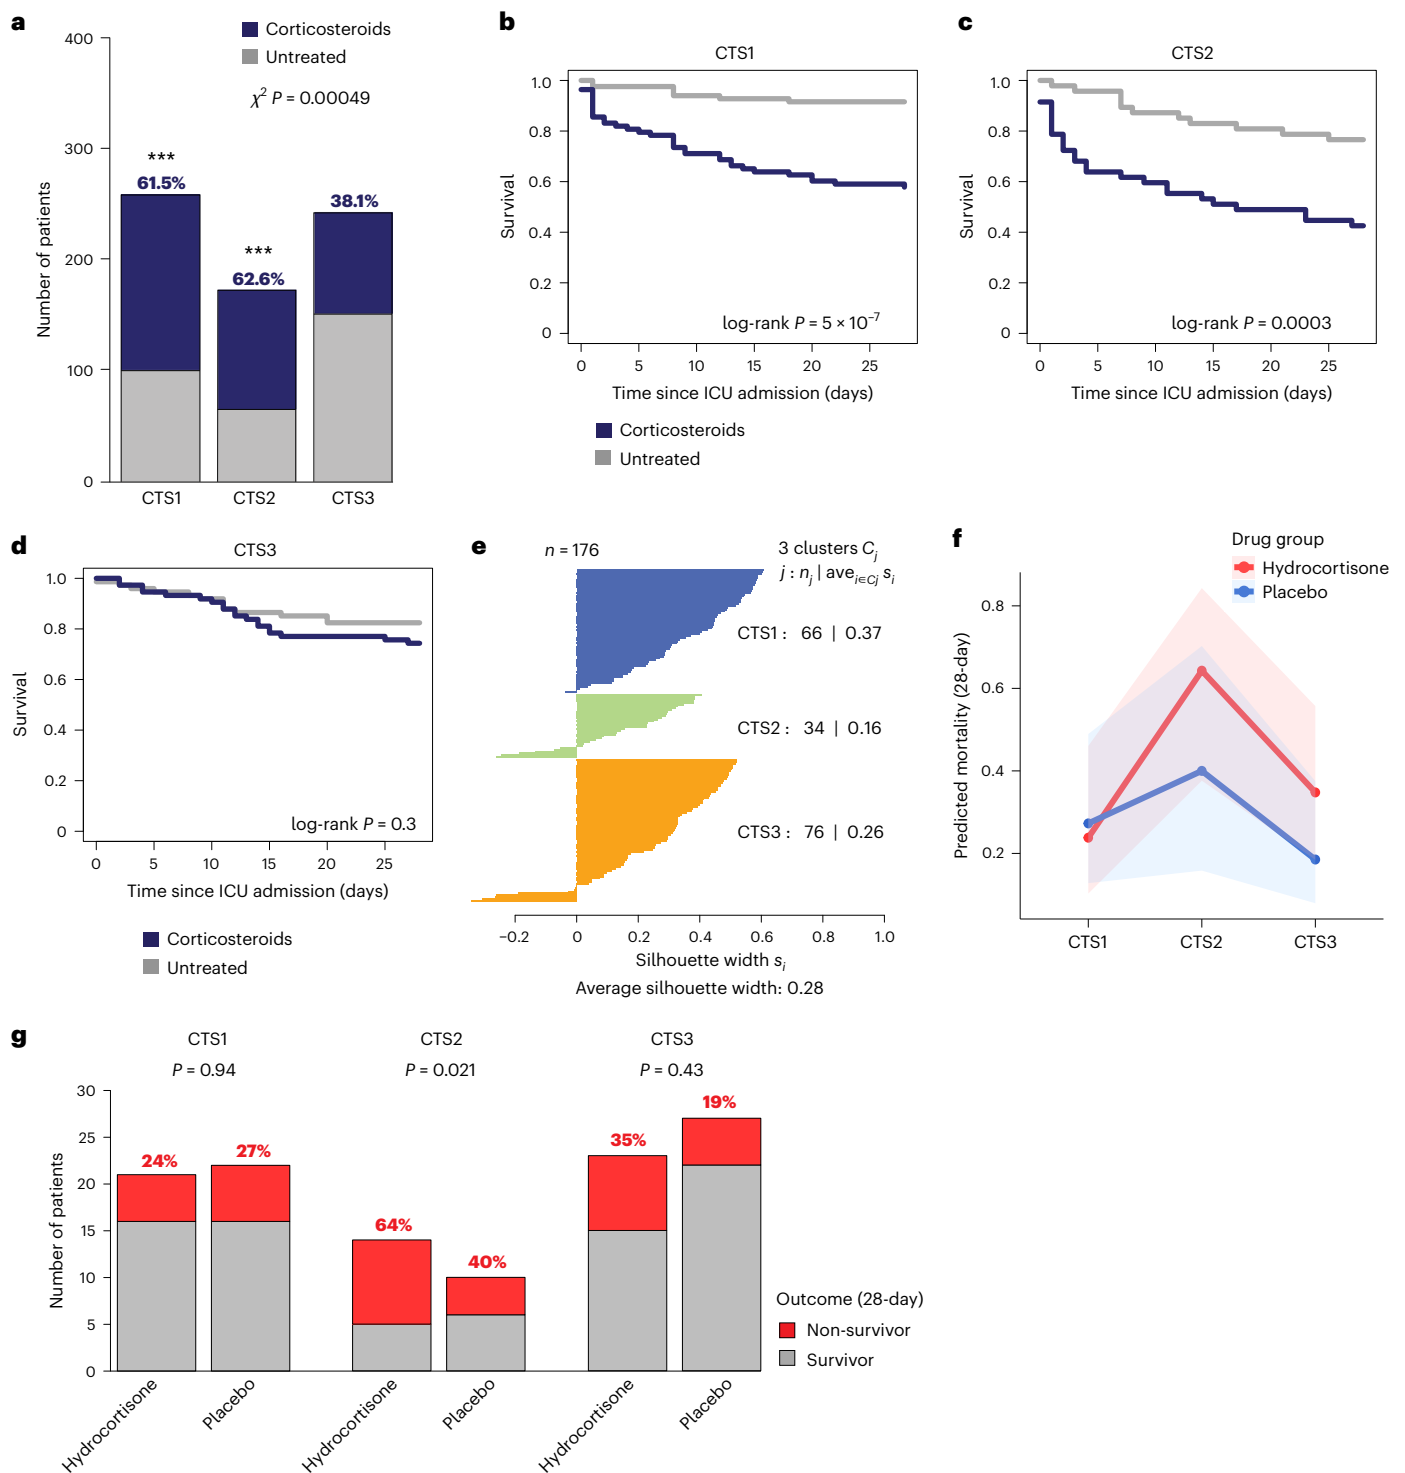 a
Corticosteroids
Untreated
χ² P = 0.00049
Number of patients
400
300
200
100
0
***
61.5%
***
62.6%
38.1%
CTS1
CTS2
CTS3
b
CTS1
Survival
1.0
0.8
0.6
0.4
0.2
0
log-rank P = 5 × 10⁻⁷
0 5 10 15 20 25
Time since ICU admission (days)
Corticosteroids
Untreated
c
CTS2
Survival
1.0
0.8
0.6
0.4
0.2
0
log-rank P = 0.0003
0 5 10 15 20 25
Time since ICU admission (days)
d
CTS3
Survival
1.0
0.8
0.6
0.4
0.2
0
log-rank P = 0.3
0 5 10 15 20 25
Time since ICU admission (days)
Corticosteroids
Untreated
e
n = 176
3 clusters Cj
j : nj | avei∈Cj si
CTS1 : 66 | 0.37
CTS2 : 34 | 0.16
CTS3 : 76 | 0.26
−0.2 0 0.2 0.4 0.6 0.8 1.0
Silhouette width si
Average silhouette width: 0.28
f
Drug group
Hydrocortisone
Placebo
Predicted mortality (28-day)
0.8
0.6
0.4
0.2
CTS1 CTS2 CTS3
g
CTS1
P = 0.94
CTS2
P = 0.021
CTS3
P = 0.43
Number of patients
30
25
20
15
10
5
0
24%
27%
64%
40%
35%
19%
Hydrocortisone
Placebo
Hydrocortisone
Placebo
Hydrocortisone
Placebo
Outcome (28-day)
Non-survivor
Survivor